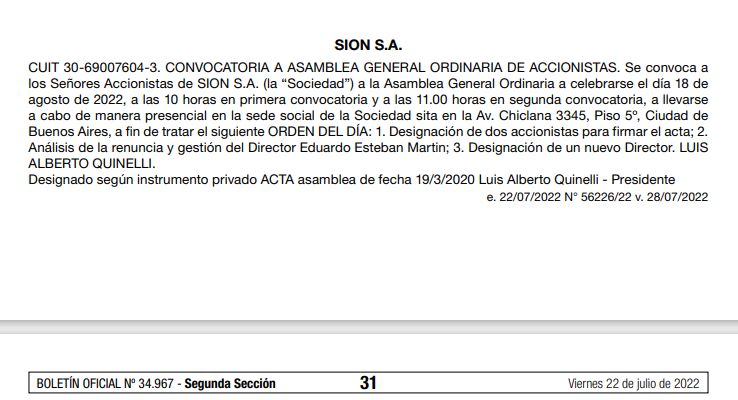 SION S.A.
CUIT 30-69007604-3. CONVOCATORIA A ASAMBLEA GENERAL ORDINARIA DE ACCIONISTAS. Se convoca a
los Señores Accionistas de SION S.A. (la “Sociedad”) a la Asamblea General Ordinaria a celebrarse el día 18 de
agosto de 2022, a las 10 horas en primera convocatoria y a las 11.00 horas en segunda convocatoria, a llevarse
a cabo de manera presencial en la sede social de la Sociedad sita en la Av. Chiclana 3345, Piso 5º, Ciudad de
Buenos Aires, a fin de tratar el siguiente ORDEN DEL DÍA: 1. Designación de dos accionistas para firmar el acta; 2.
Análisis de la renuncia y gestión del Director Eduardo Esteban Martin; 3. Designación de un nuevo Director. LUIS
ALBERTO QUINELLI.
Designado según instrumento privado ACTA asamblea de fecha 19/3/2020 Luis Alberto Quinelli - Presidente
e. 22/07/2022 N° 56226/22 v. 28/07/2022
BOLETÍN OFICIAL Nº 34.967 - Segunda Sección 31 Viernes 22 de julio de 2022